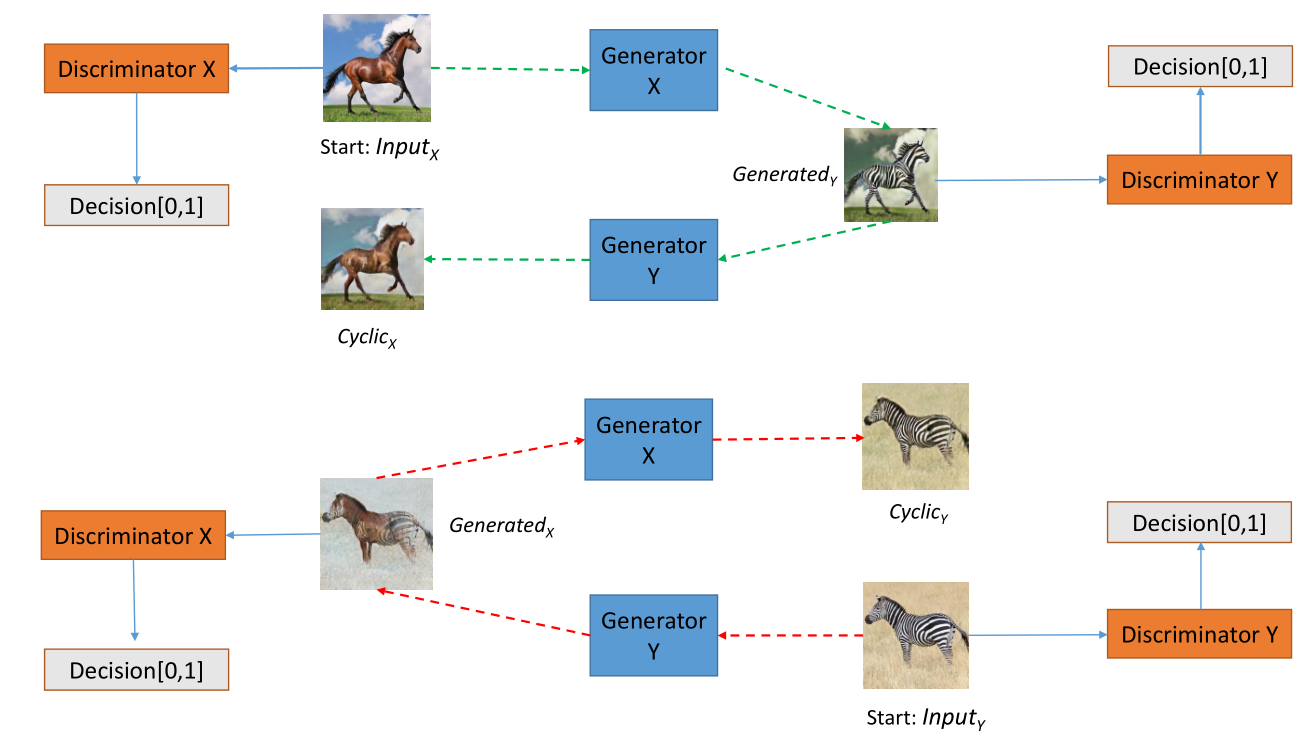 Discriminator X
Generator
X
Decision[0,1]
Start: Input_X
Generated_Y
Discriminator Y
Decision[0,1]
Generator
Y
Cyclic_X
Generator
X
Cyclic_Y
Discriminator X
Generated_X
Decision[0,1]
Generator
Y
Discriminator Y
Decision[0,1]
Start: Input_Y